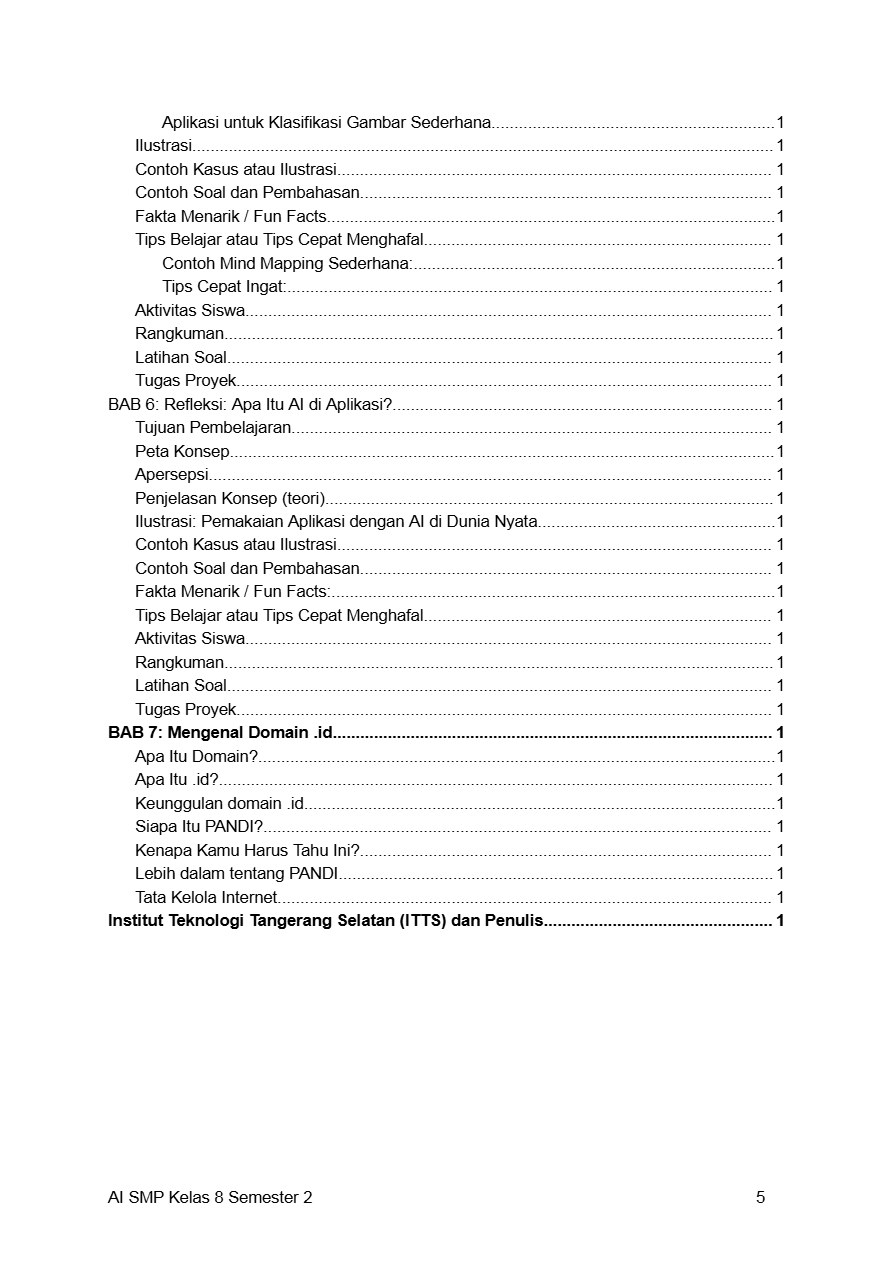 Aplikasi untuk Klasifikasi Gambar Sederhana.............................................................1
Ilustrasi..............................................................................................................................1
Contoh Kasus atau Ilustrasi.............................................................................................. 1
Contoh Soal dan Pembahasan......................................................................................... 1
Fakta Menarik / Fun Facts.................................................................................................1
Tips Belajar atau Tips Cepat Menghafal........................................................................... 1
Contoh Mind Mapping Sederhana:..............................................................................1
Tips Cepat Ingat:......................................................................................................... 1
Aktivitas Siswa.................................................................................................................. 1
Rangkuman.......................................................................................................................1
Latihan Soal...................................................................................................................... 1
Tugas Proyek.................................................................................................................... 1
BAB 6: Refleksi: Apa Itu AI di Aplikasi?.................................................................................. 1
Tujuan Pembelajaran........................................................................................................ 1
Peta Konsep......................................................................................................................1
Apersepsi.......................................................................................................................... 1
Penjelasan Konsep (teori).................................................................................................1
Ilustrasi: Pemakaian Aplikasi dengan AI di Dunia Nyata...................................................1
Contoh Kasus atau Ilustrasi.............................................................................................. 1
Contoh Soal dan Pembahasan......................................................................................... 1
Fakta Menarik / Fun Facts:................................................................................................1
Tips Belajar atau Tips Cepat Menghafal........................................................................... 1
Aktivitas Siswa.................................................................................................................. 1
Rangkuman.......................................................................................................................1
Latihan Soal...................................................................................................................... 1
Tugas Proyek.................................................................................................................... 1
BAB 7: Mengenal Domain .id................................................................................................ 1
Apa Itu Domain?................................................................................................................1
Apa Itu .id?........................................................................................................................ 1
Keunggulan domain .id......................................................................................................1
Siapa Itu PANDI?.............................................................................................................. 1
Kenapa Kamu Harus Tahu Ini?......................................................................................... 1
Lebih dalam tentang PANDI.............................................................................................. 1
Tata Kelola Internet........................................................................................................... 1
Institut Teknologi Tangerang Selatan (ITTS) dan Penulis.................................................. 1
AI SMP Kelas 8 Semester 2 5